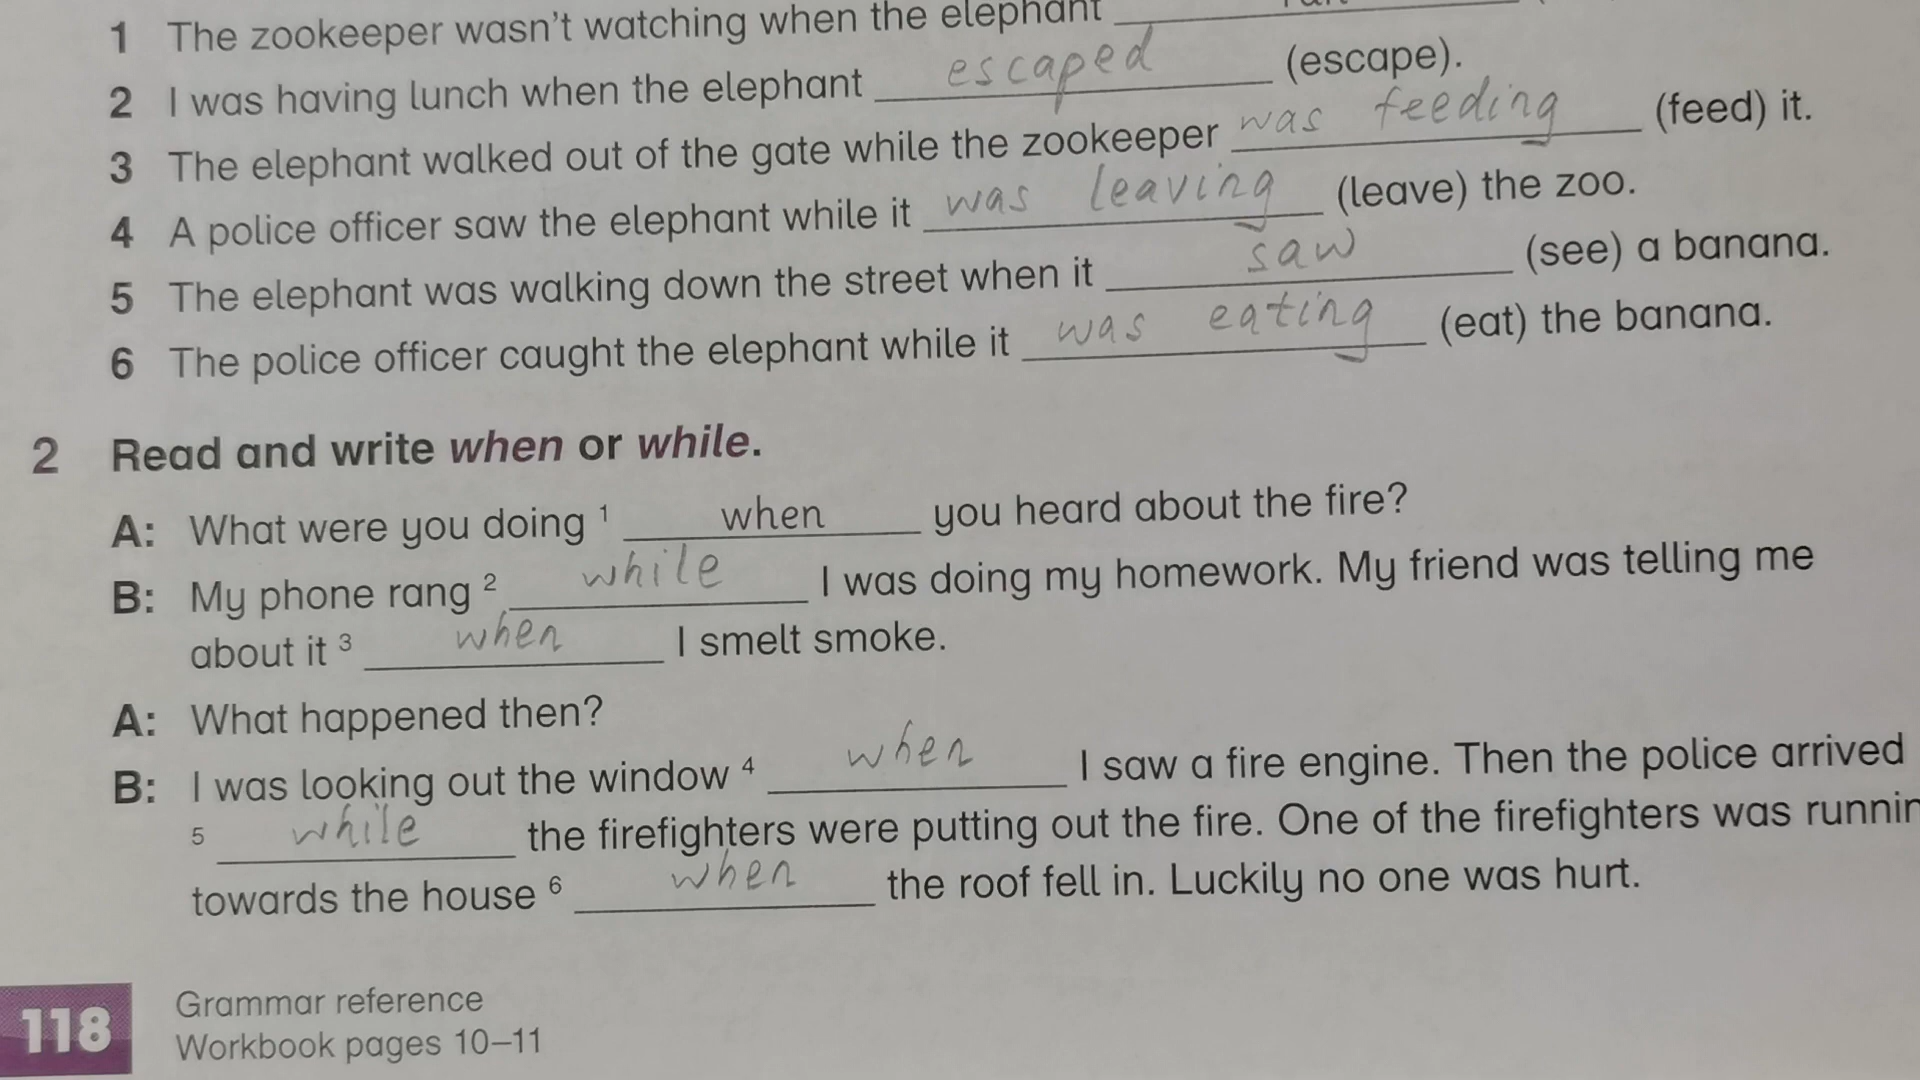 1 The zookeeper wasn't watching when the elephant
2 I was having lunch when the elephant escaped (escape).
3 The elephant walked out of the gate while the zookeeper was feeding (feed) it.
4 A police officer saw the elephant while it was leaving (leave) the zoo.
5 The elephant was walking down the street when it saw (see) a banana.
6 The police officer caught the elephant while it was eating (eat) the banana.
2 Read and write when or while.
A: What were you doing 1 when you heard about the fire?
B: My phone rang 2 while I was doing my homework. My friend was telling me
about it 3 when I smelt smoke.
A: What happened then?
B: I was looking out the window 4 when I saw a fire engine. Then the police arrived
5 while the firefighters were putting out the fire. One of the firefighters was runnin
towards the house 6 when the roof fell in. Luckily no one was hurt.
118
Grammar reference
Workbook pages 10–11